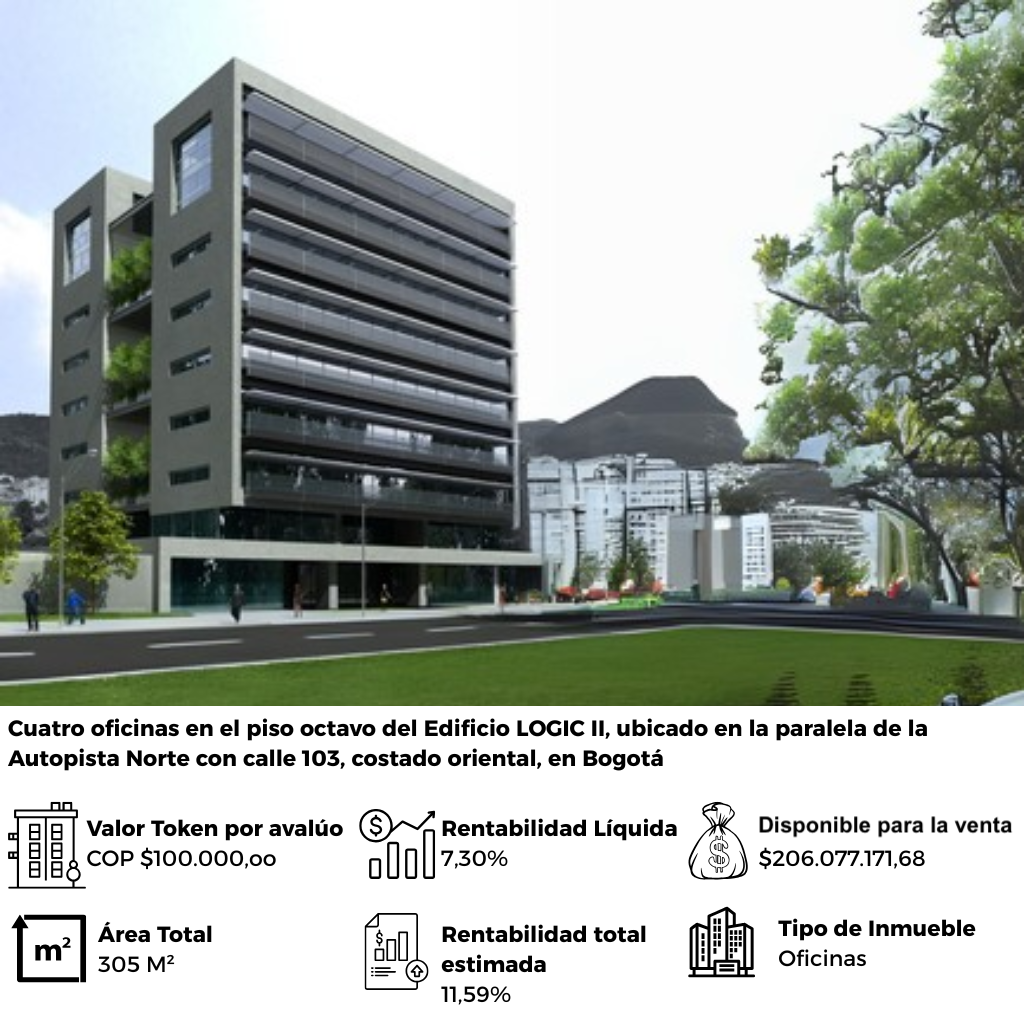 Cuatro oficinas en el piso octavo del Edificio LOGIC II, ubicado en la paralela de la
Autopista Norte con calle 103, costado oriental, en Bogotá
Valor Token por avalúo
COP $100.000,oo
Rentabilidad Líquida
7,30%
Disponible para la venta
$206.077.171,68
m²
Área Total
305 M²
Rentabilidad total
estimada
11,59%
Tipo de Inmueble
Oficinas